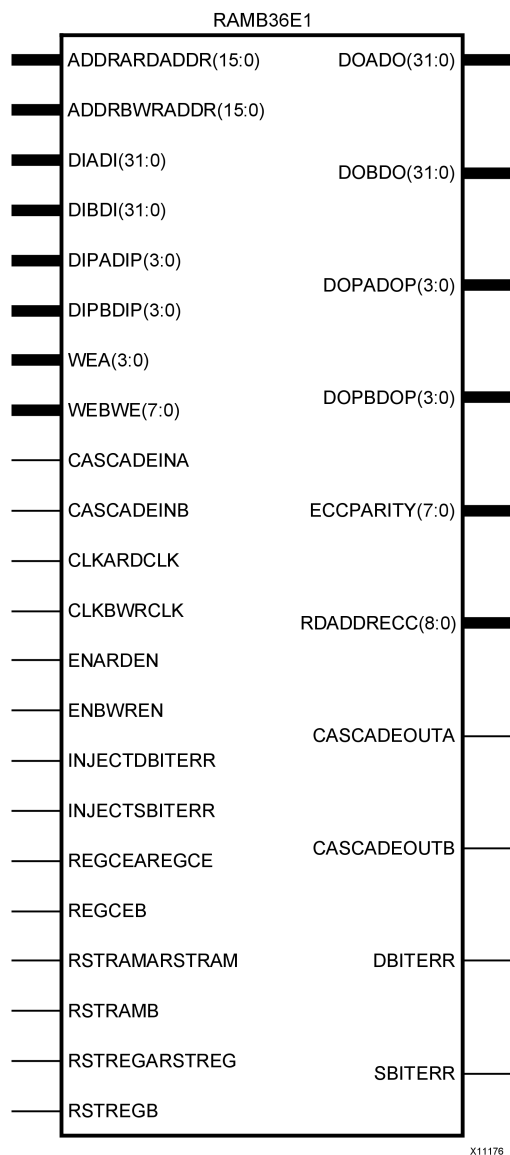 RAMB36E1
ADDRARDADDR(15:0)
ADDRBWRADDR(15:0)
DIADI(31:0)
DIBDI(31:0)
DIPADIP(3:0)
DIPBDIP(3:0)
WEA(3:0)
WEBWE(7:0)
CASCADEINA
CASCADEINB
CLKARDCLK
CLKBWRCLK
ENARDEN
ENBWREN
INJECTDBITERR
INJECTSBITERR
REGCEAREGCE
REGCEB
RSTRAMARSTRAM
RSTRAMB
RSTREGARSTREG
RSTREGB
DOADO(31:0)
DOBDO(31:0)
DOPADOP(3:0)
DOPBDOP(3:0)
ECCPARITY(7:0)
RDADDRECC(8:0)
CASCADEOUTA
CASCADEOUTB
DBITERR
SBITERR
X11176